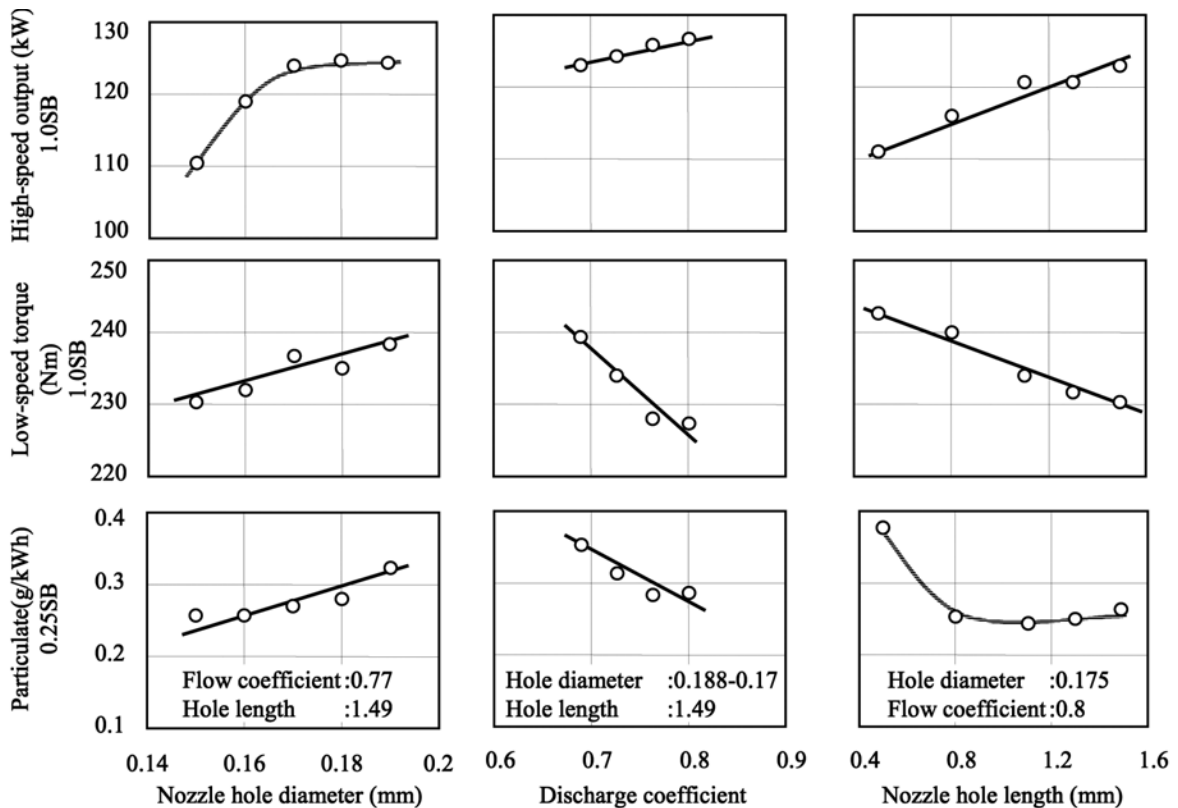 High-speed output (kW)
1.0SB
130
120
110
100
Low-speed torque
(Nm)
1.0SB
250
240
230
220
Particulate(g/kWh)
0.25SB
0.4
0.3
0.2
0.1
Flow coefficient:0.77
Hole length :1.49
Hole diameter :0.188-0.17
Hole length :1.49
Hole diameter :0.175
Flow coefficient:0.8
0.14 0.16 0.18 0.2
0.6 0.7 0.8 0.9
0.4 0.8 1.2 1.6
Nozzle hole diameter (mm)
Discharge coefficient
Nozzle hole length (mm)